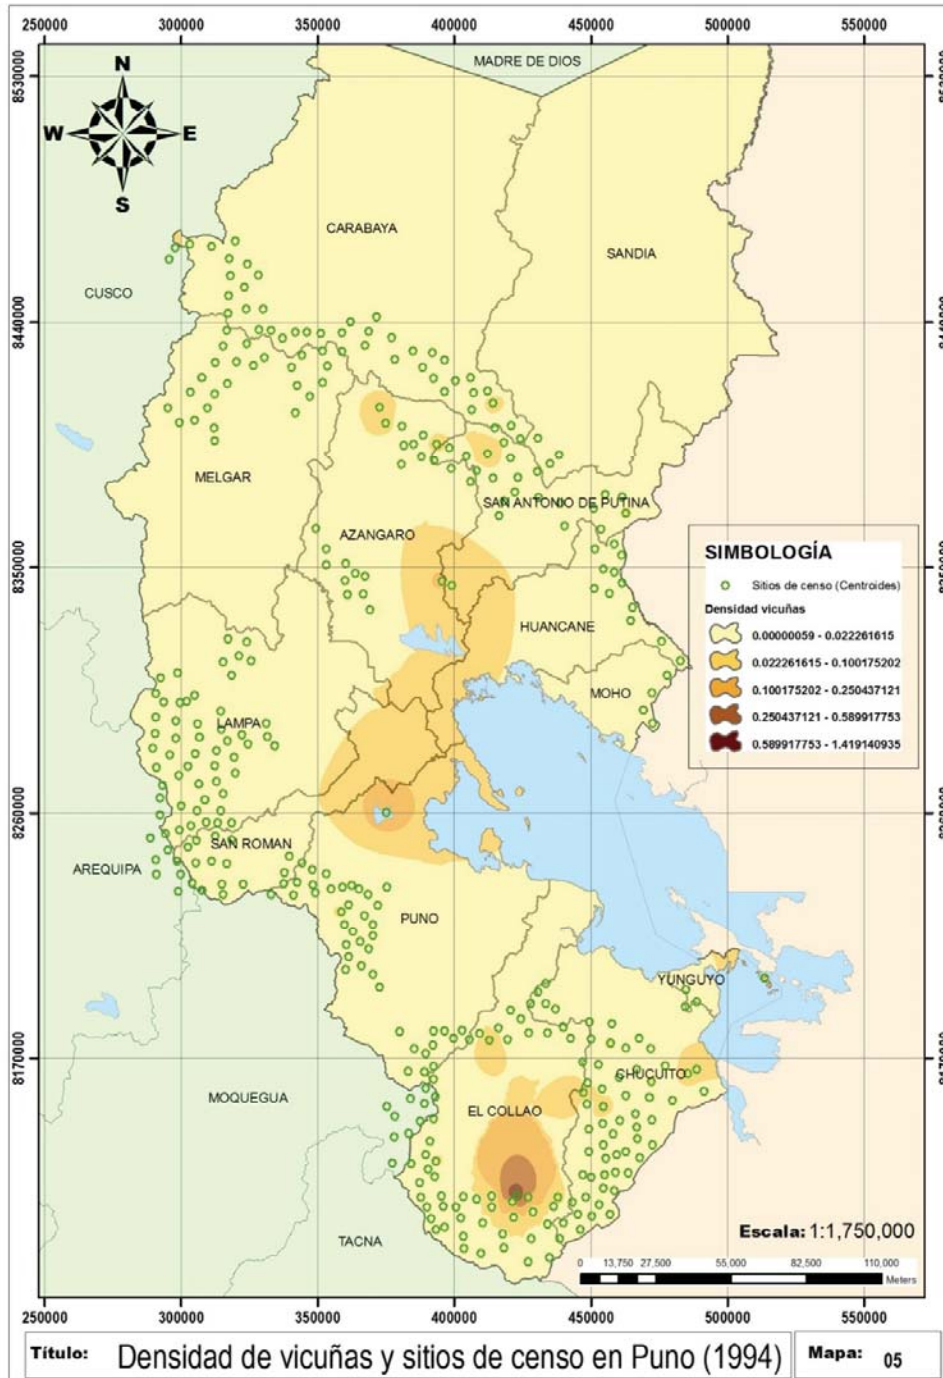 250000 300000 350000 400000 450000 500000 550000
MADRE DE DIOS
8530000 8530000
N
W E
S
CARABAYA
SANDIA
CUSCO
8440000 8440000
MELGAR
SAN ANTONIO DE PUTINA
AZANGARO
8350000 8350000
SIMBOLOGÍA
Sitios de censo (Centroides)
Densidad vicuñas
0.00000059 - 0.022261615
0.022261615 - 0.100175202
0.100175202 - 0.250437121
0.250437121 - 0.589917753
0.589917753 - 1.419140935
HUANCANE
MOHO
LAMPA
8260000 8260000
SAN ROMAN
AREQUIPA
PUNO
YUNGUYO
8170000 8170000
CHUCUITO
MOQUEGUA
EL COLLAO
TACNA
Escala: 1:1,750,000
0 13,750 27,500 55,000 82,500 110,000
Meters
250000 300000 350000 400000 450000 500000 550000
Título: Densidad de vicuñas y sitios de censo en Puno (1994) Mapa: 05